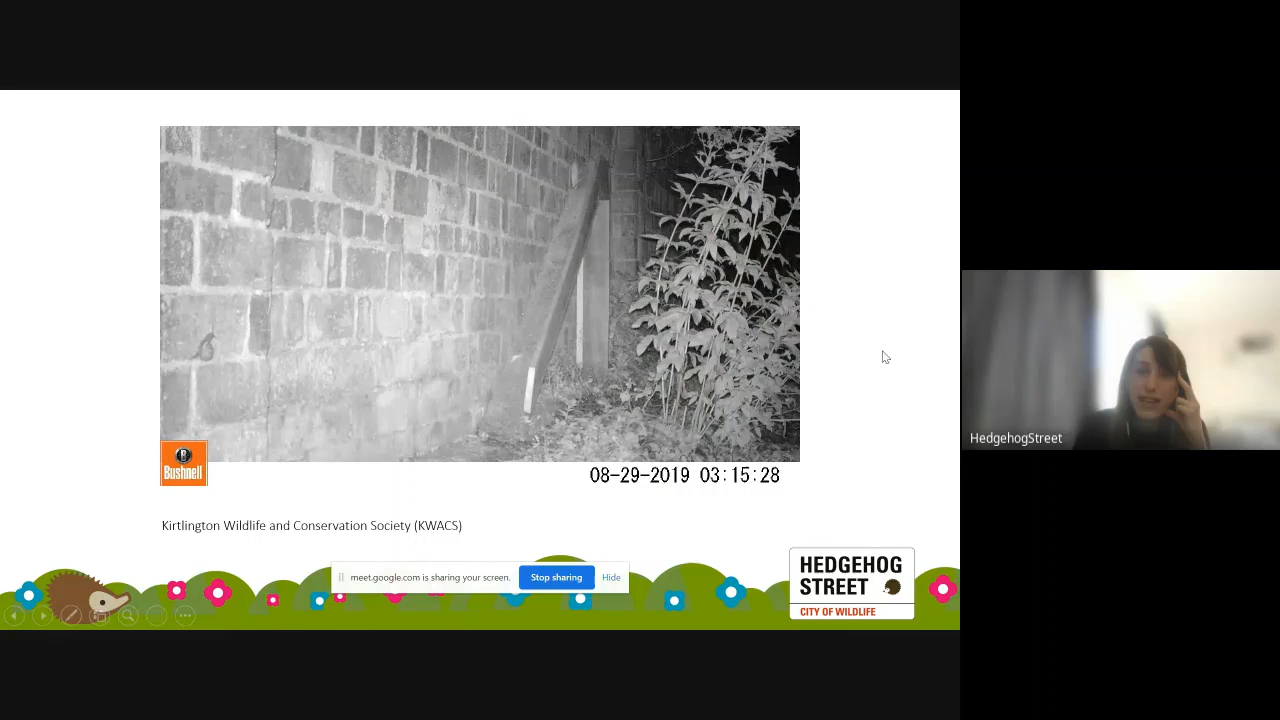 Bushnell
08-29-2019 03:15:28
Kirtlington Wildlife and Conservation Society (KWACS)
meet.google.com is sharing your screen.
Stop sharing
Hide
HEDGEHOG
STREET
CITY OF WILDLIFE
HedgehogStreet